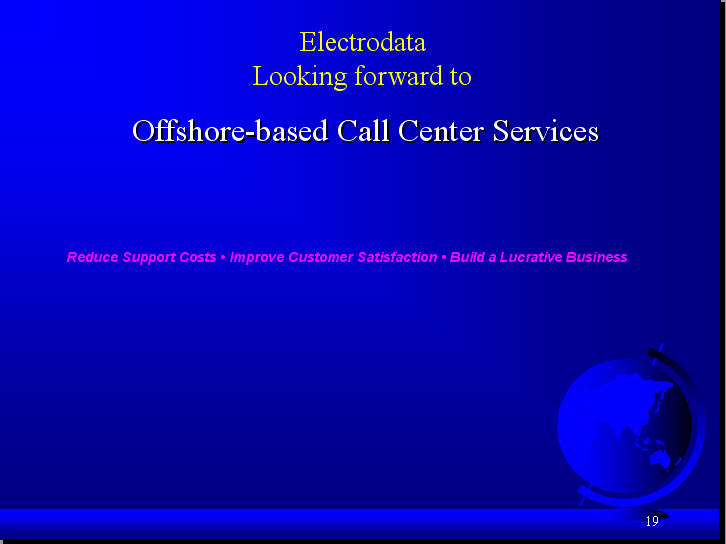 Electrodata
Looking forward to
Offshore-based Call Center Services
Reduce Support Costs • Improve Customer Satisfaction • Build a Lucrative Business
19